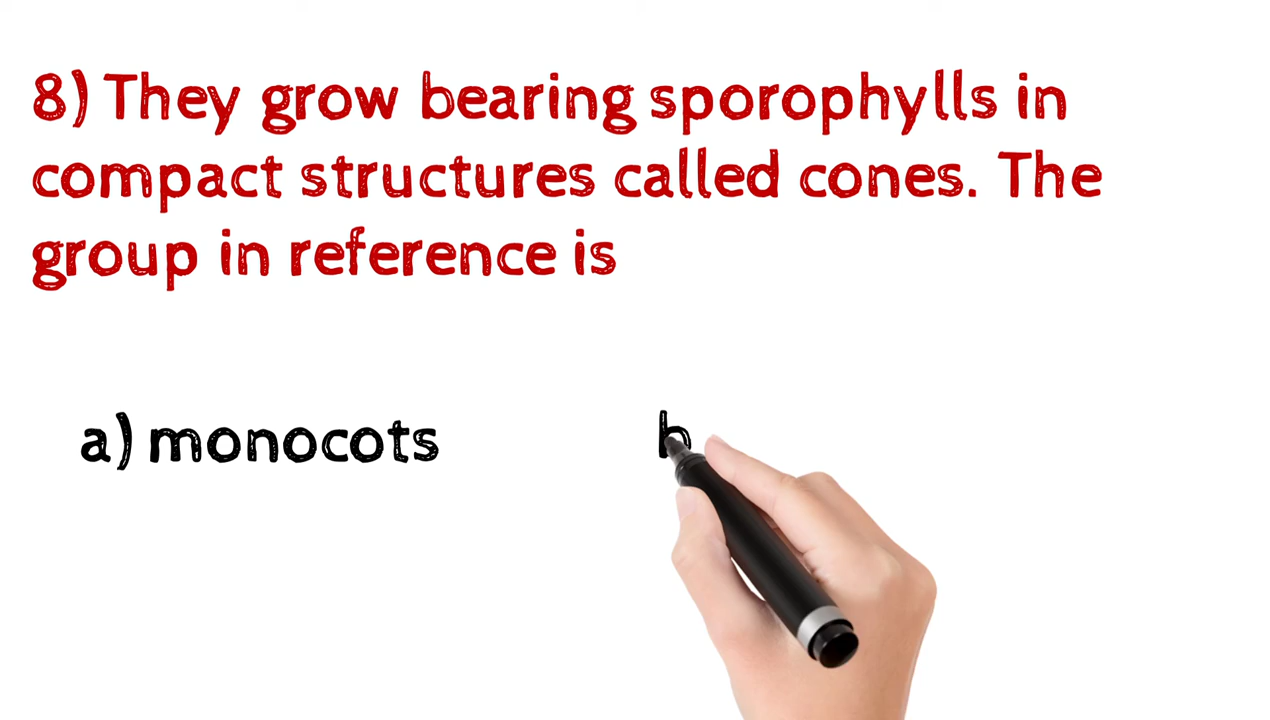 8) They grow bearing sporophylls in
compact structures called cones. The
group in reference is
a) monocots
b